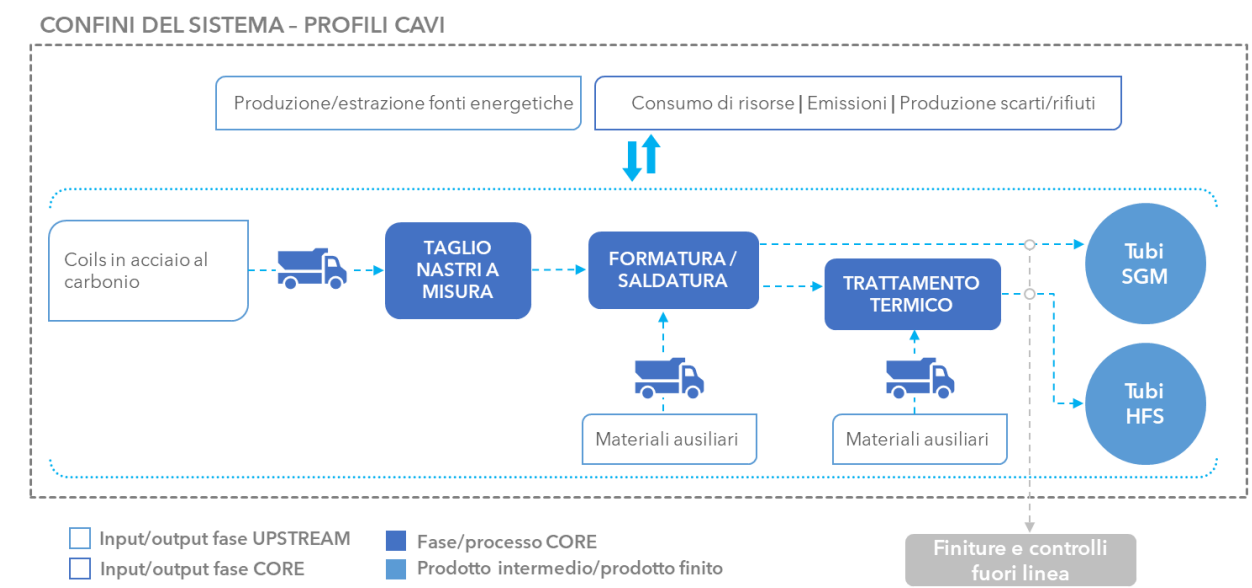 CONFINI DEL SISTEMA – PROFILI CAVI
Produzione/estrazione fonti energetiche
Consumo di risorse | Emissioni | Produzione scarti/rifiuti
Coils in acciaio al
carbonio
TAGLIO
NASTRI A
MISURA
FORMATURA /
SALDATURA
TRATTAMENTO
TERMICO
Tubi
SGM
Tubi
HFS
Materiali ausiliari
Materiali ausiliari
Input/output fase UPSTREAM
Input/output fase CORE
Fase/processo CORE
Prodotto intermedio/prodotto finito
Finiture e controlli
fuori linea